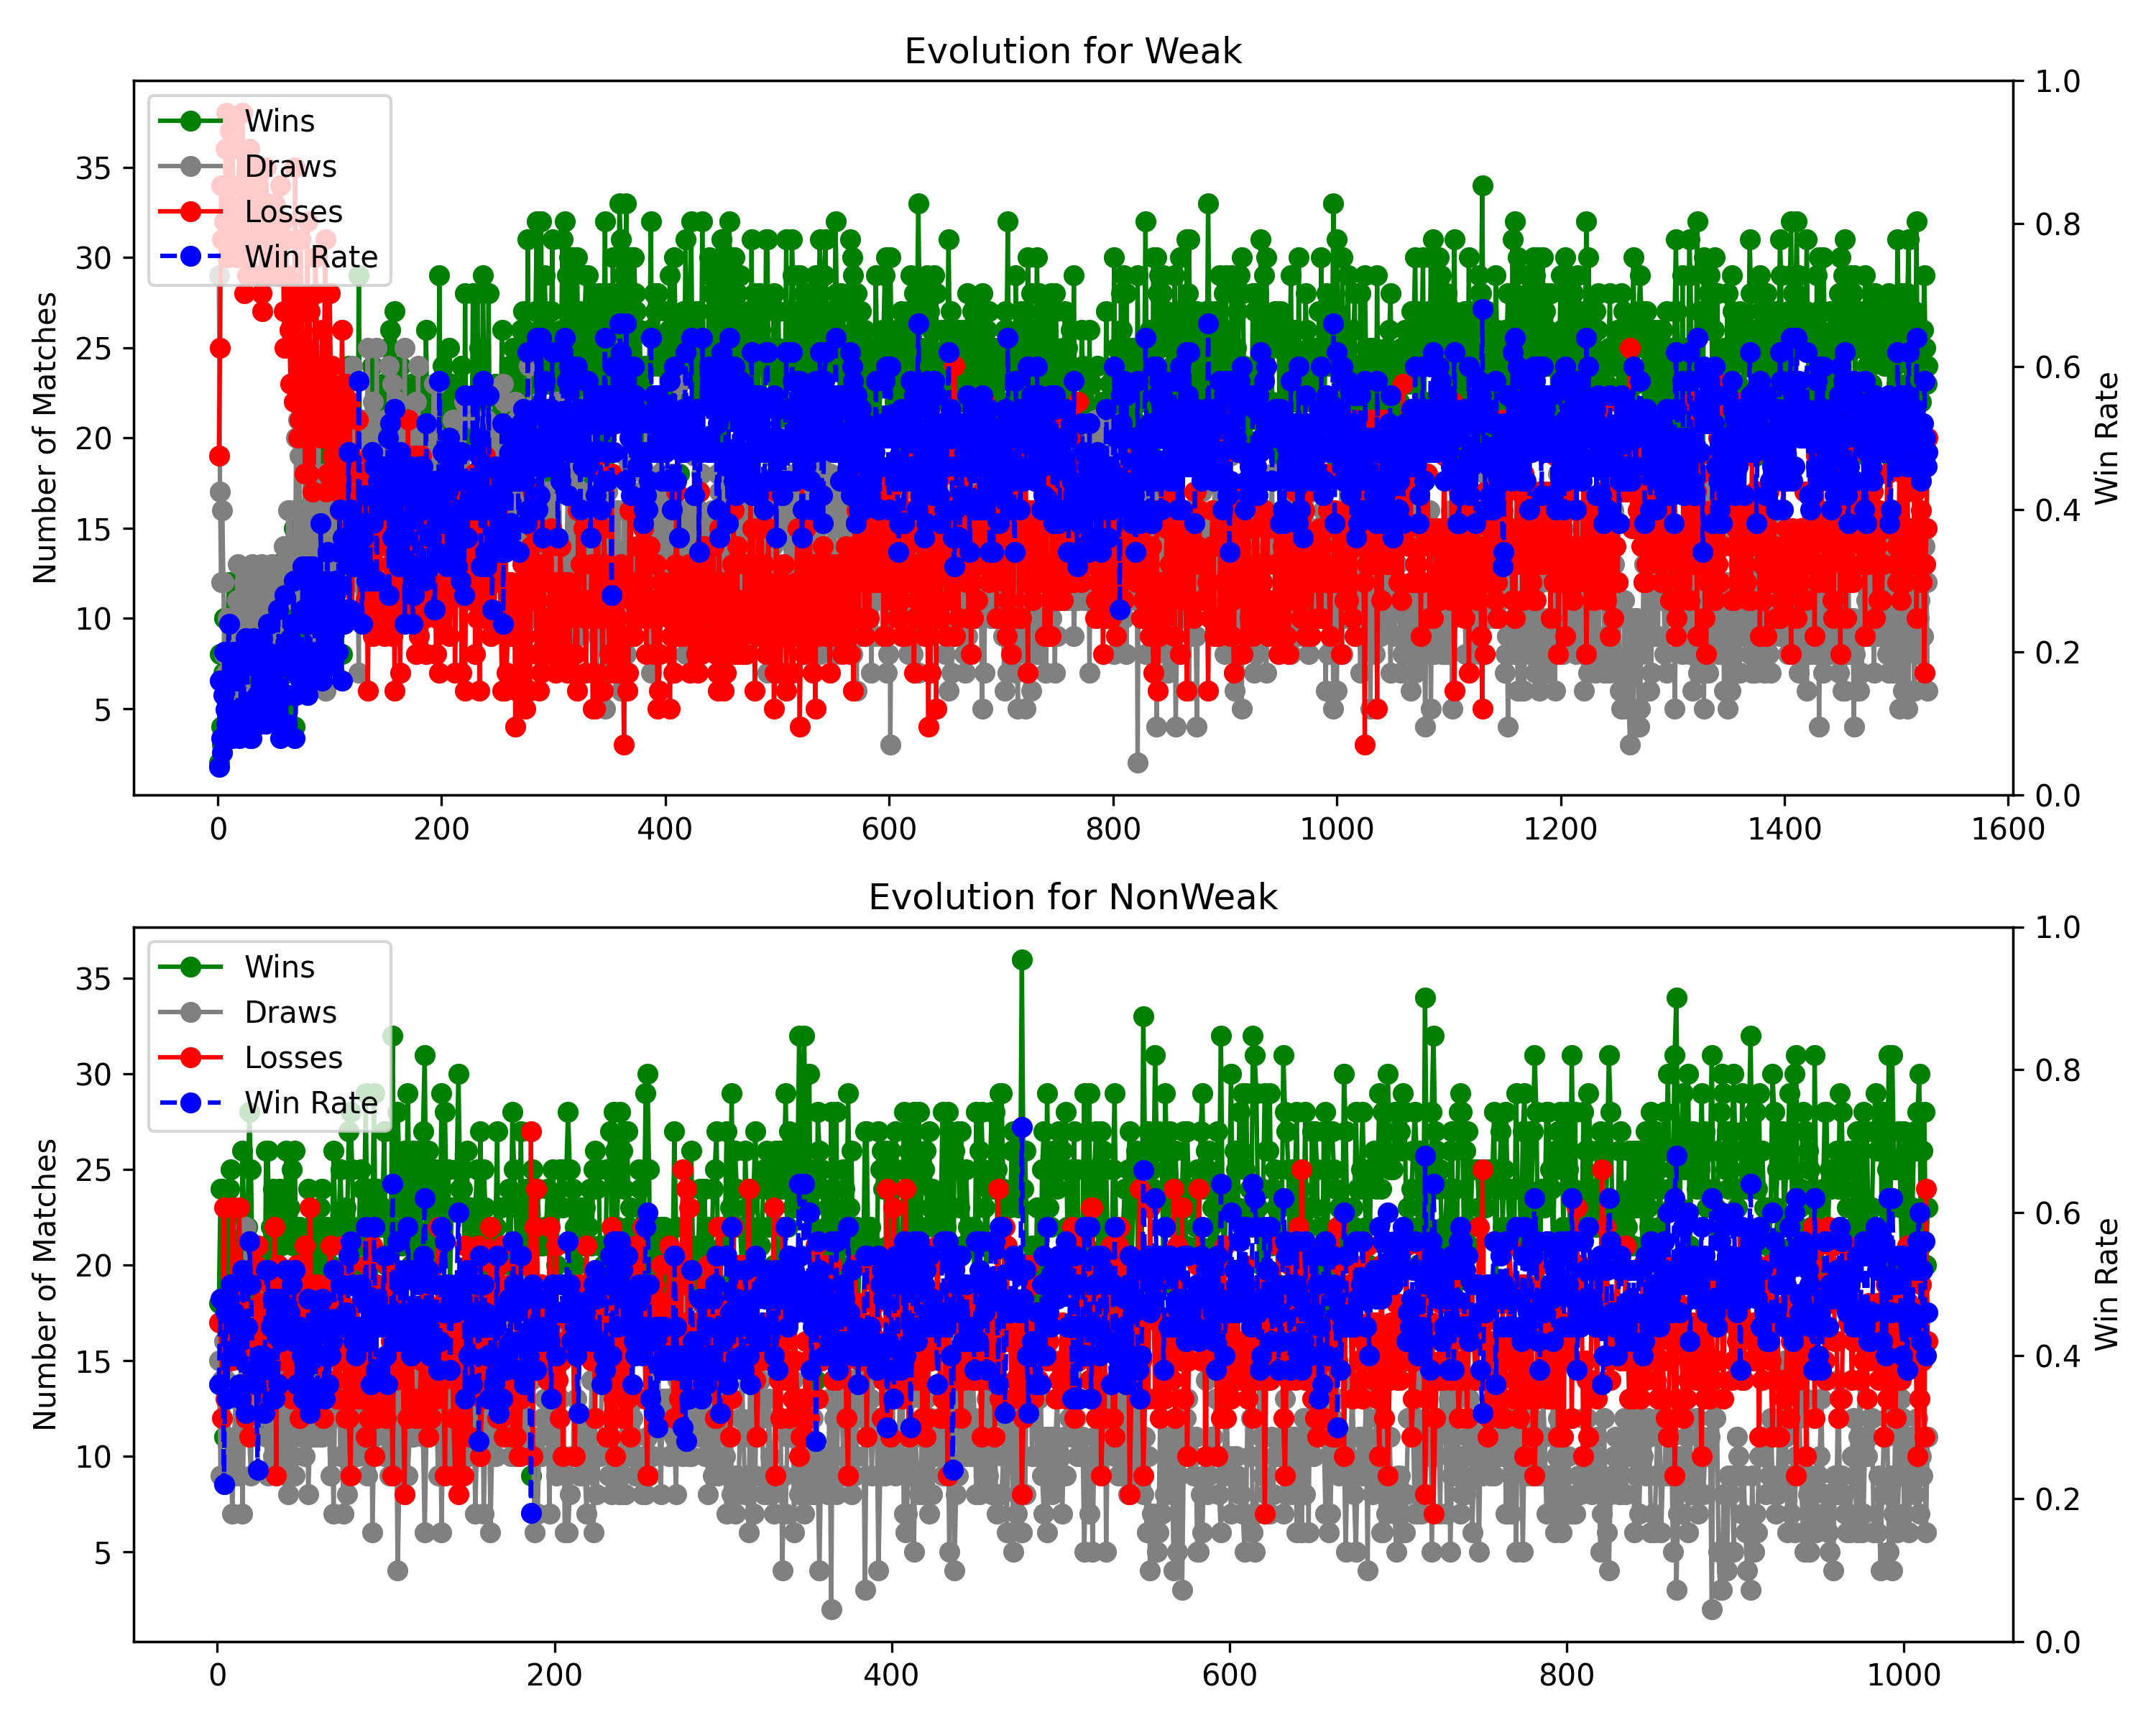 Evolution for Weak
Wins
Draws
Losses
Win Rate
Number of Matches
35
30
25
20
15
10
5
1.0
0.8
0.6
0.4
0.2
0.0
Win Rate
0 200 400 600 800 1000 1200 1400 1600
Evolution for NonWeak
Wins
Draws
Losses
Win Rate
Number of Matches
35
30
25
20
15
10
5
1.0
0.8
0.6
0.4
0.2
0.0
Win Rate
0 200 400 600 800 1000